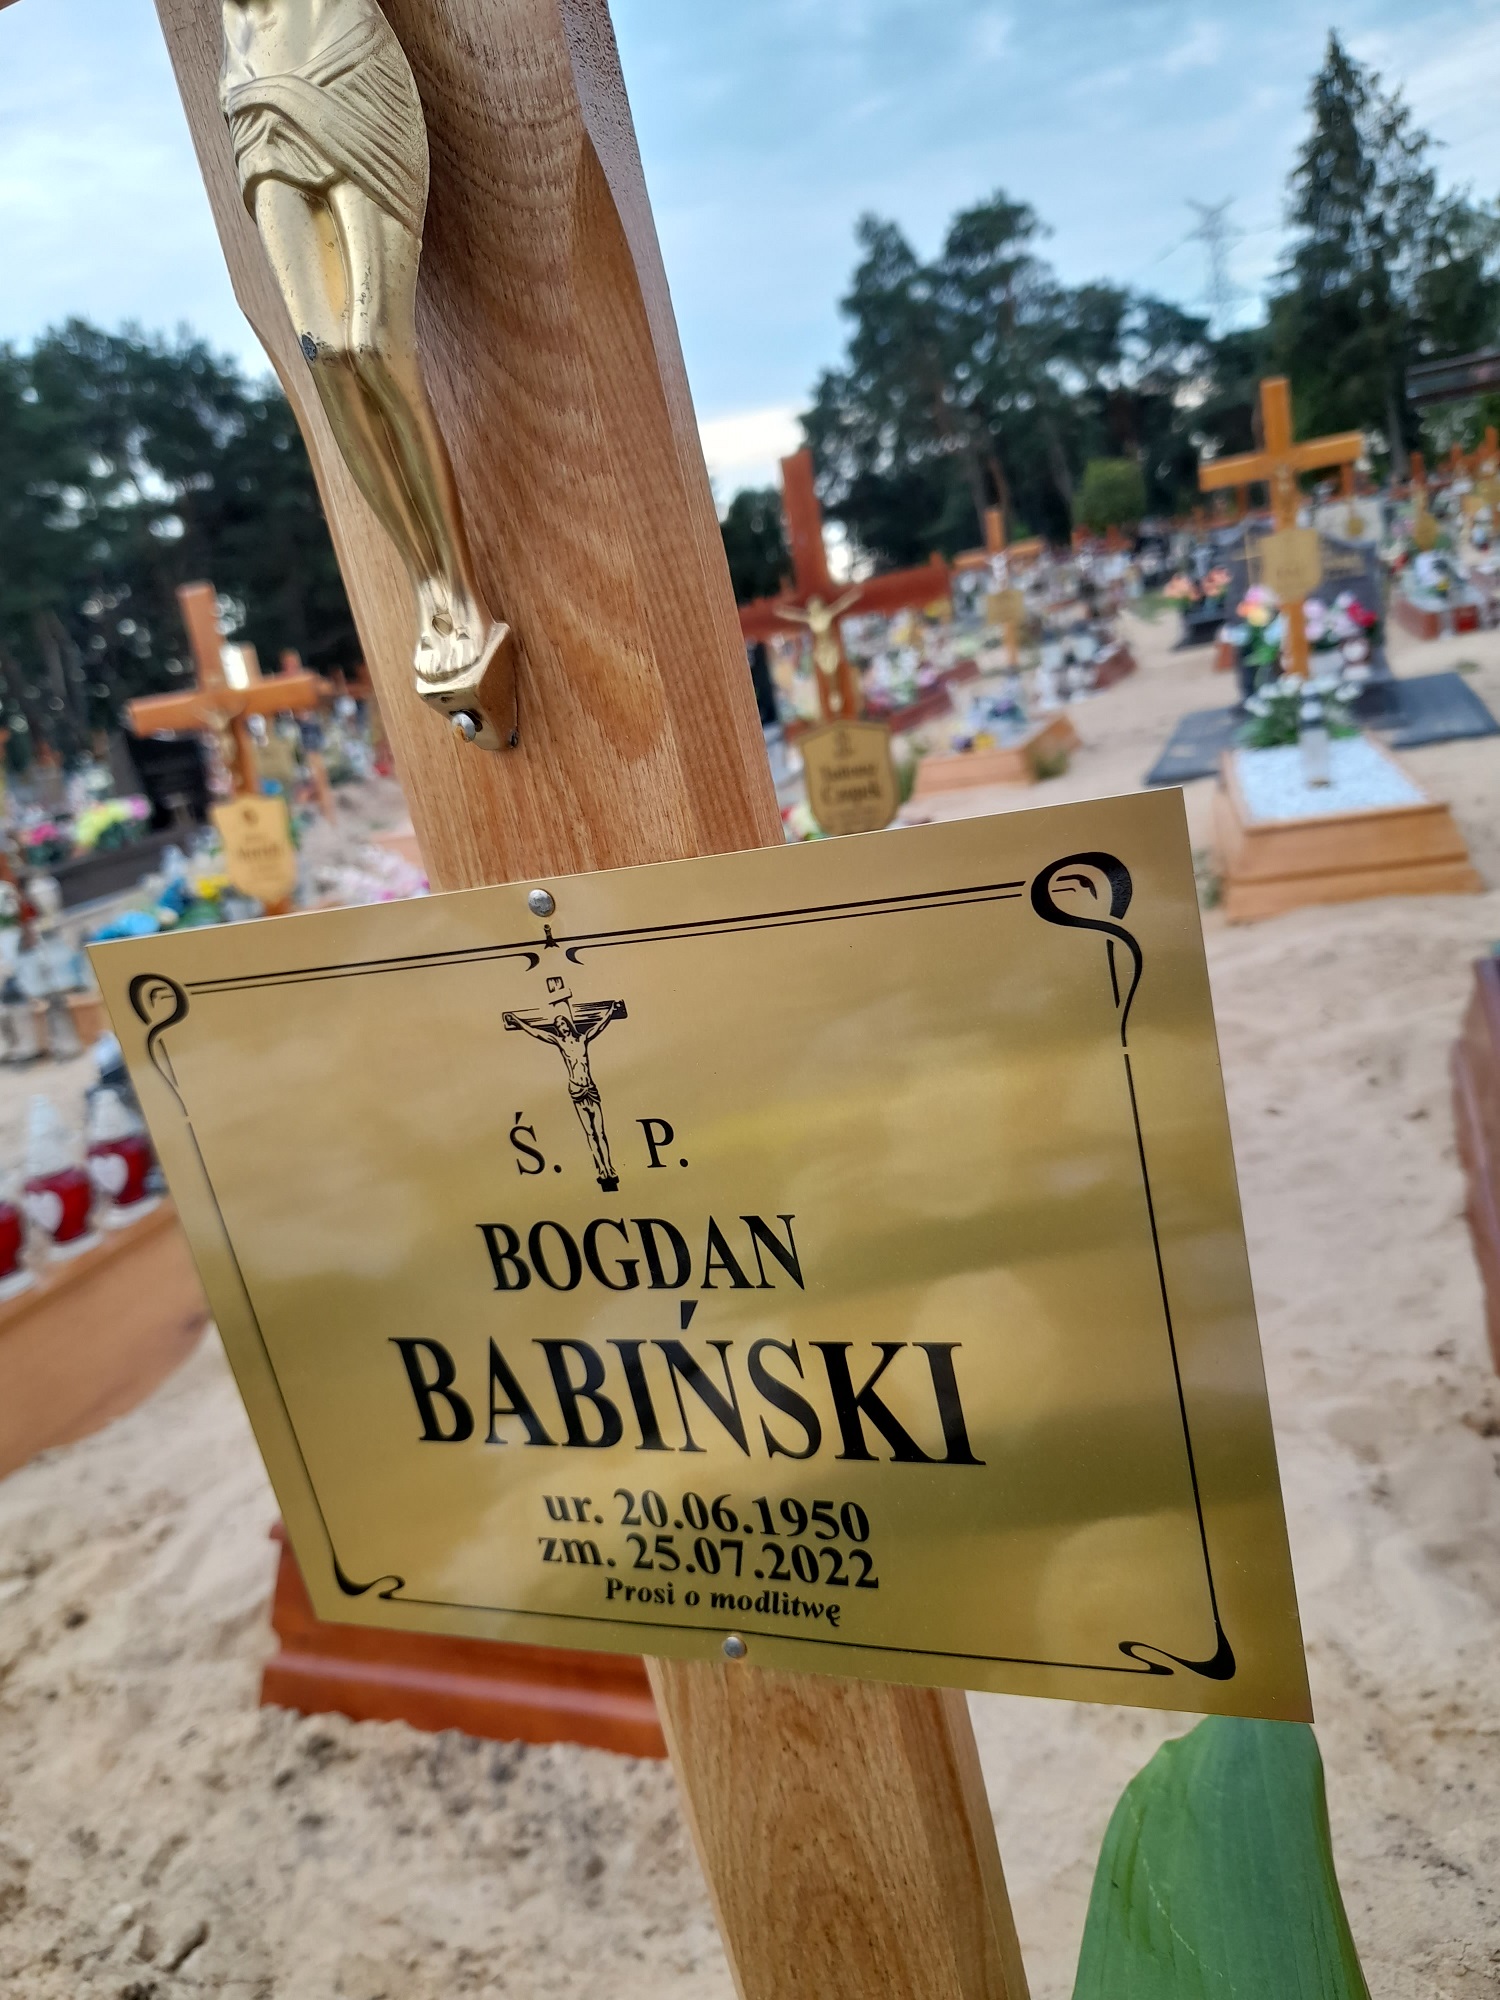 Ś. P.
BOGDAN
BABIŃSKI
ur. 20.06.1950
zm. 25.07.2022
Prosi o modlitwę